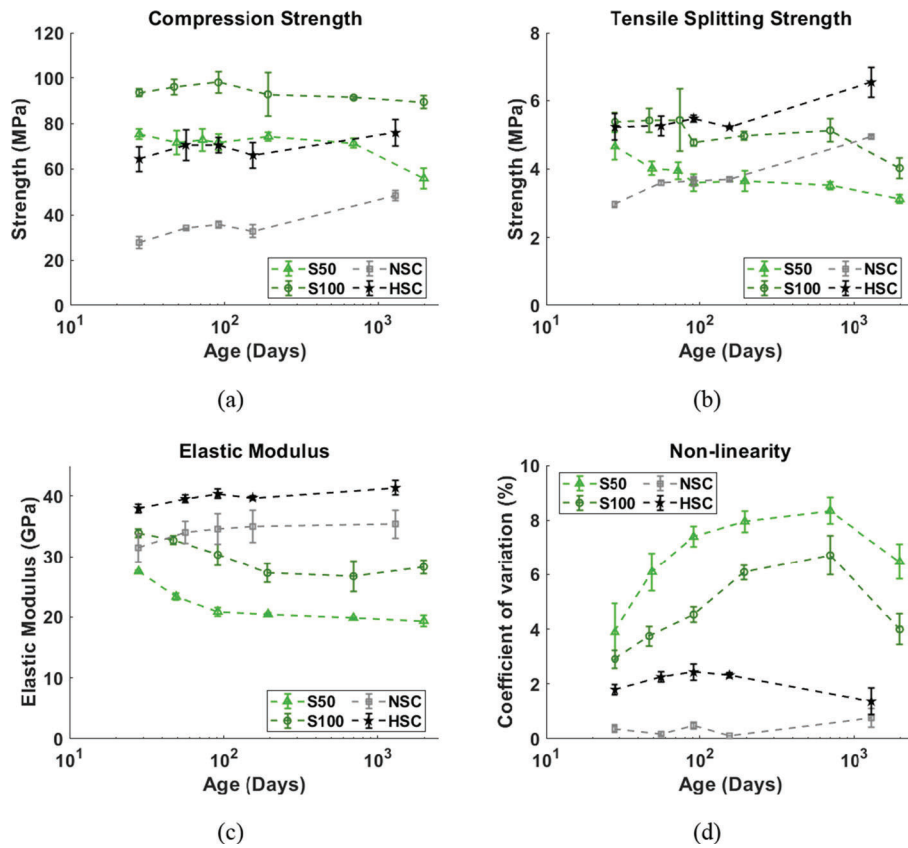 Compression Strength
120
100
80
60
40
20
0
Strength (MPa)
S50 NSC
S100 HSC
10^1 10^2 10^3
Age (Days)
(a)
Tensile Splitting Strength
8
6
4
2
0
Strength (MPa)
S50 NSC
S100 HSC
10^1 10^2 10^3
Age (Days)
(b)
Elastic Modulus
40
30
20
10
0
Elastic Modulus (GPa)
S50 NSC
S100 HSC
10^1 10^2 10^3
Age (Days)
(c)
Non-linearity
10
8
6
4
2
0
Coefficient of variation (%)
S50 NSC
S100 HSC
10^1 10^2 10^3
Age (Days)
(d)